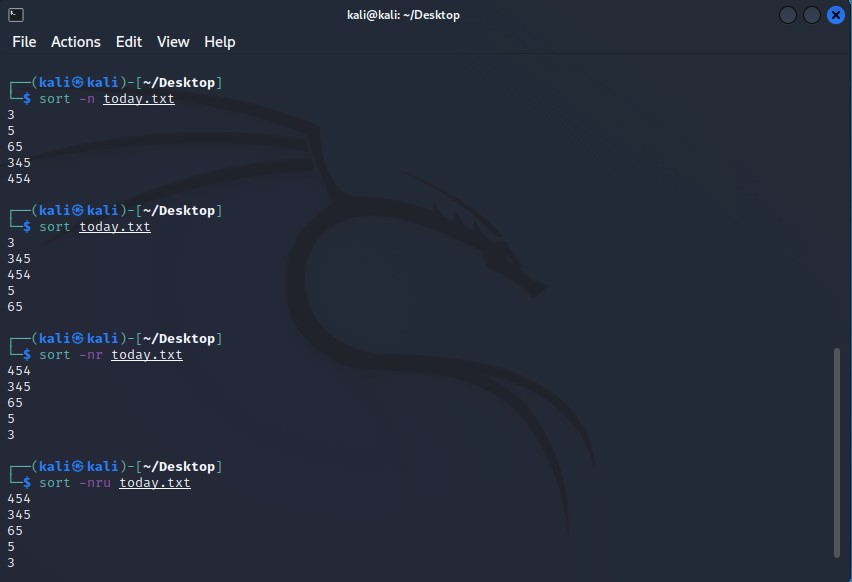 kali@kali: ~/Desktop
File Actions Edit View Help
┌──(kali㉿kali)-[~/Desktop]
└─$ sort -n today.txt
3
5
65
345
454
┌──(kali㉿kali)-[~/Desktop]
└─$ sort today.txt
3
345
454
5
65
┌──(kali㉿kali)-[~/Desktop]
└─$ sort -nr today.txt
454
345
65
5
3
┌──(kali㉿kali)-[~/Desktop]
└─$ sort -nru today.txt
454
345
65
5
3